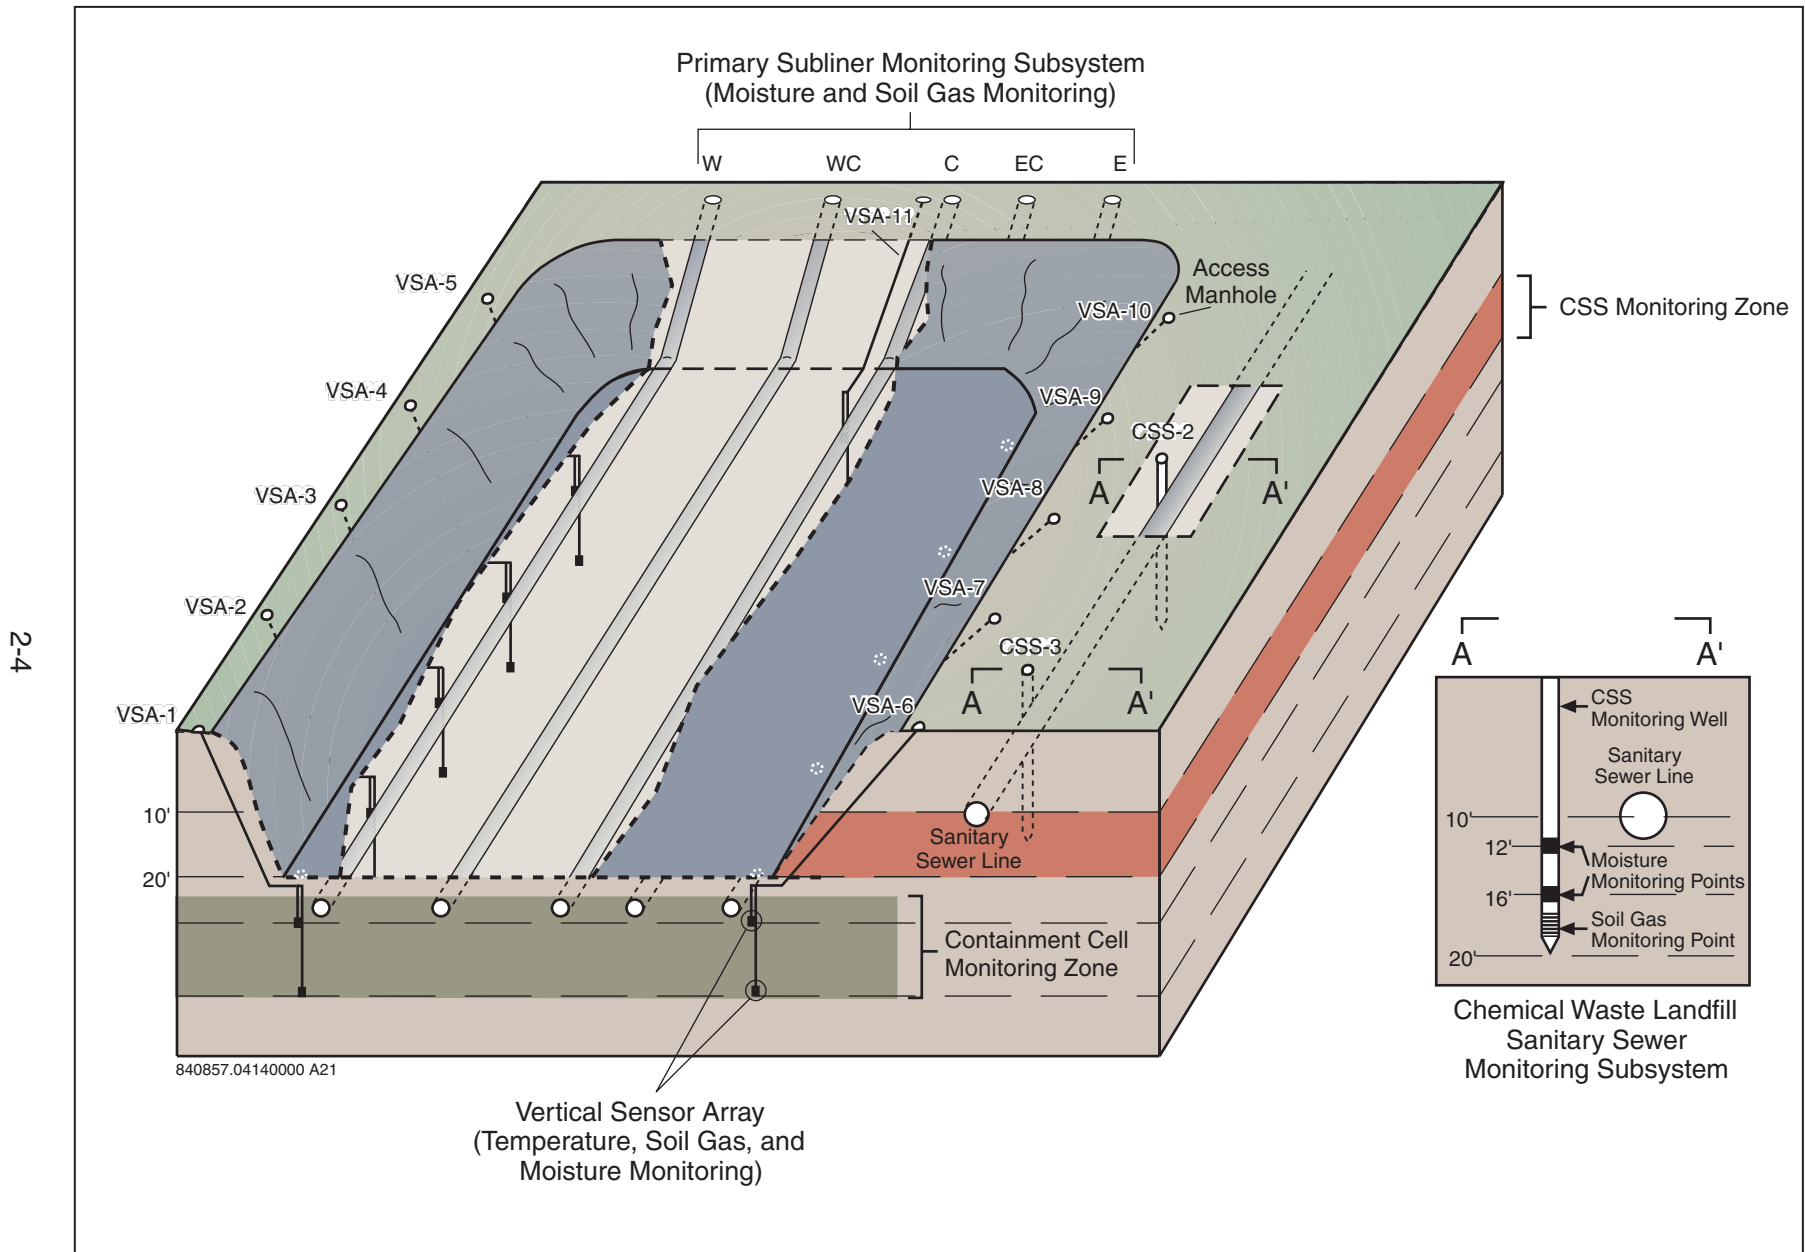 Primary Subliner Monitoring Subsystem
(Moisture and Soil Gas Monitoring)
W
WC
C
EC
E
VSA-11
VSA-5
Access
Manhole
VSA-10
CSS Monitoring Zone
VSA-4
VSA-9
CSS-2
A
A'
VSA-3
VSA-8
VSA-2
VSA-7
2-4
CSS-3
A
A'
A
A'
VSA-1
VSA-6
CSS
Monitoring Well
Sanitary
Sewer Line
10'
12'
Moisture
Monitoring Points
16'
Soil Gas
Monitoring Point
20'
10'
Sanitary
Sewer Line
20'
Containment Cell
Monitoring Zone
Chemical Waste Landfill
Sanitary Sewer
Monitoring Subsystem
840857.04140000 A21
Vertical Sensor Array
(Temperature, Soil Gas, and
Moisture Monitoring)